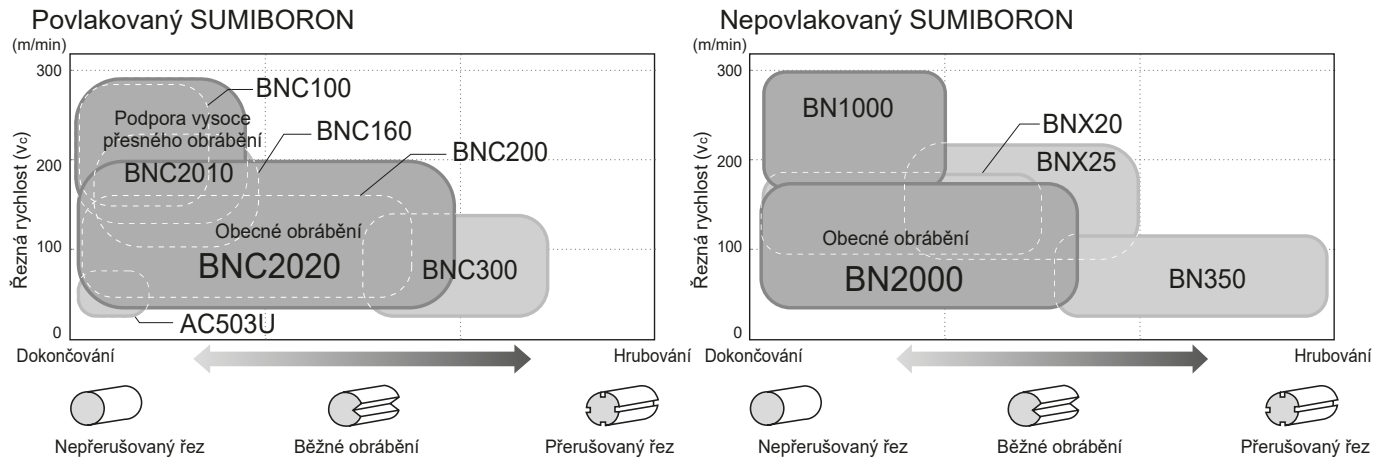 Povlakovaný SUMIBORON
(m/min)
Řezná rychlost (vc)
300
200
100
0
BNC100
Podpora vysoce
přesného obrábění
BNC160
BNC2010
BNC200
Obecné obrábění
BNC2020
BNC300
AC503U
Dokončování
Hrubování
Nepřerušovaný řez
Běžné obrábění
Přerušovaný řez
Nepovlakovaný SUMIBORON
(m/min)
Řezná rychlost (vc)
300
200
100
0
BN1000
BNX20
BNX25
Obecné obrábění
BN2000
BN350
Dokončování
Hrubování
Nepřerušovaný řez
Běžné obrábění
Přerušovaný řez